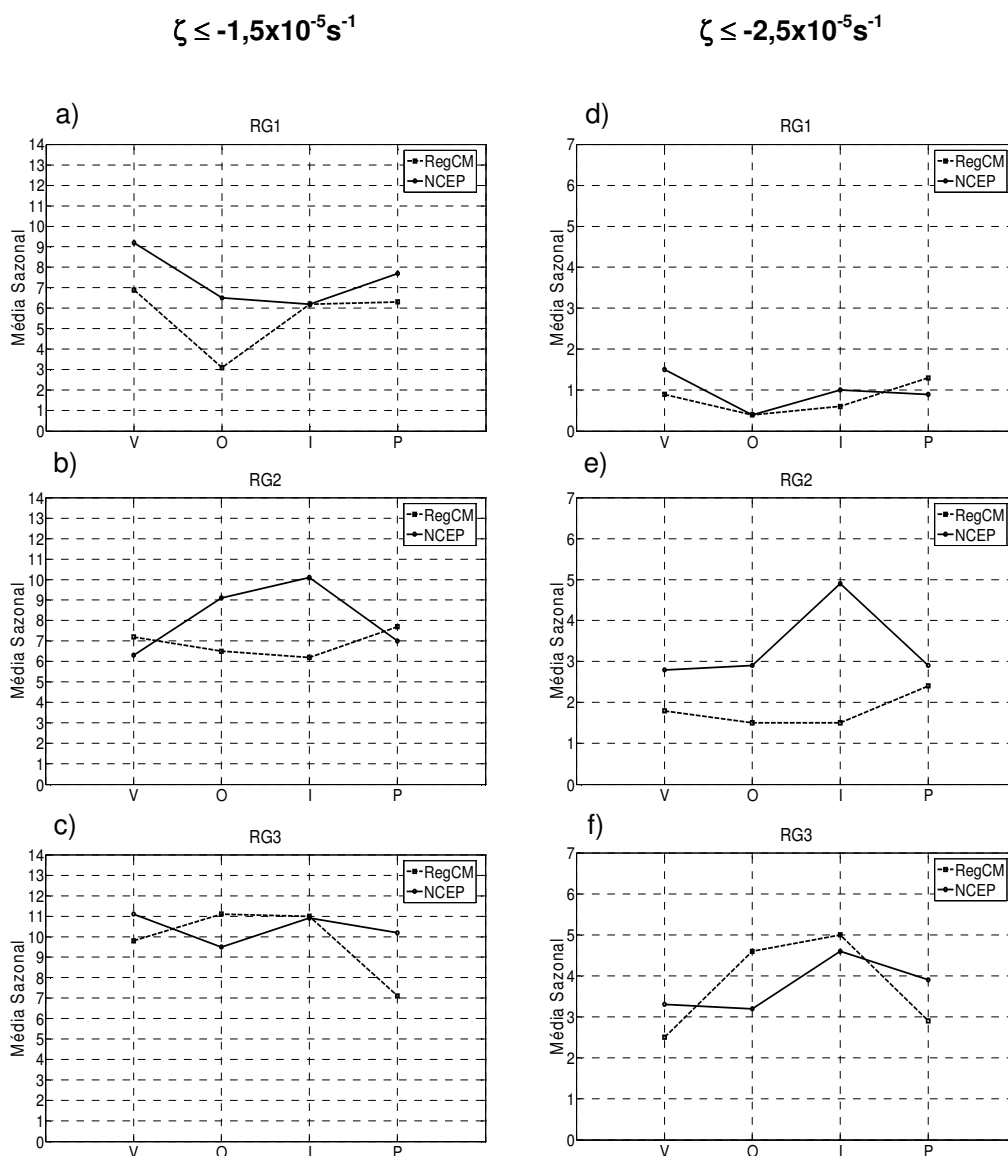 ζ ≤ -1,5x10⁻⁵s⁻¹
ζ ≤ -2,5x10⁻⁵s⁻¹
a)
RG1
RegCM
NCEP
Média Sazonal
14
13
12
11
10
9
8
7
6
5
4
3
2
1
0
V O I P
d)
RG1
RegCM
NCEP
Média Sazonal
7
6
5
4
3
2
1
0
V O I P
b)
RG2
RegCM
NCEP
Média Sazonal
14
13
12
11
10
9
8
7
6
5
4
3
2
1
0
V O I P
e)
RG2
RegCM
NCEP
Média Sazonal
7
6
5
4
3
2
1
0
V O I P
c)
RG3
RegCM
NCEP
Média Sazonal
14
13
12
11
10
9
8
7
6
5
4
3
2
1
0
V O I P
f)
RG3
RegCM
NCEP
Média Sazonal
7
6
5
4
3
2
1
0
V O I P